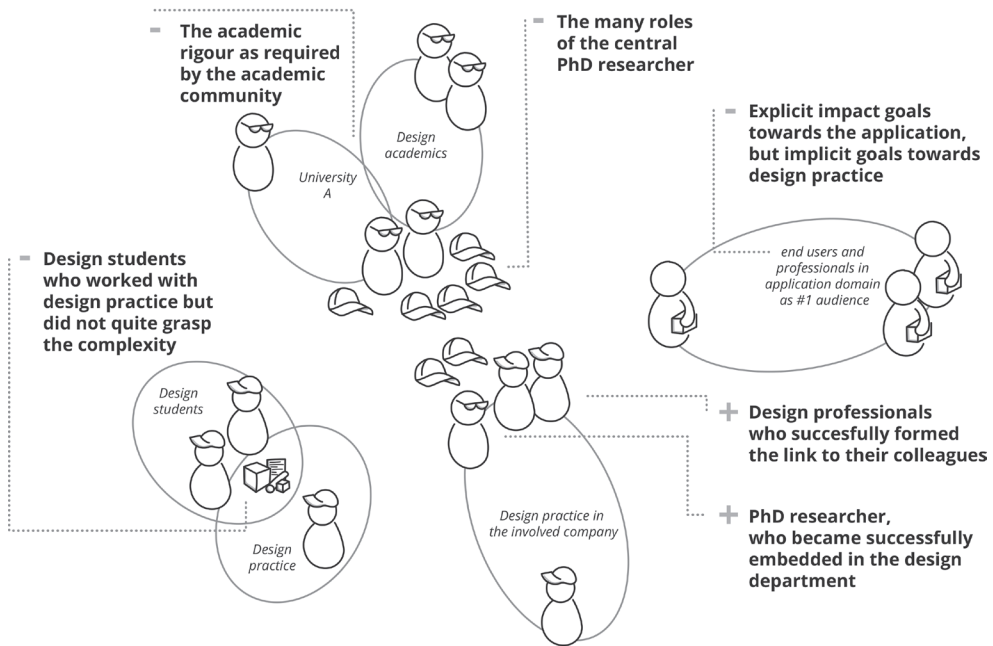 - The academic
rigour as required
by the academic
community
- The many roles
of the central
PhD researcher
- Explicit impact goals
towards the application,
but implicit goals towards
design practice
Design
academics
University
A
end users and
professionals in
application domain
as #1 audience
- Design students
who worked with
design practice but
did not quite grasp
the complexity
Design
students
Design
practice
Design practice in
the involved company
+ Design professionals
who succesfully formed
the link to their colleagues
+ PhD researcher,
who became successfully
embedded in the design
department